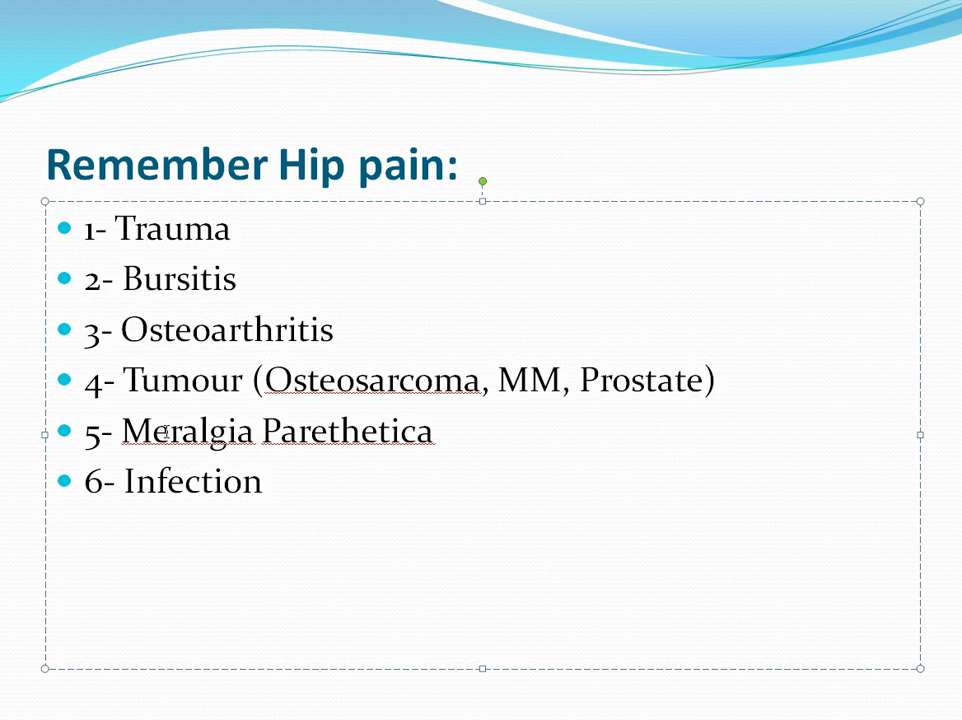 Remember Hip pain:
1- Trauma
2- Bursitis
3- Osteoarthritis
4- Tumour (Osteosarcoma, MM, Prostate)
5- Meralgia Parethetica
6- Infection